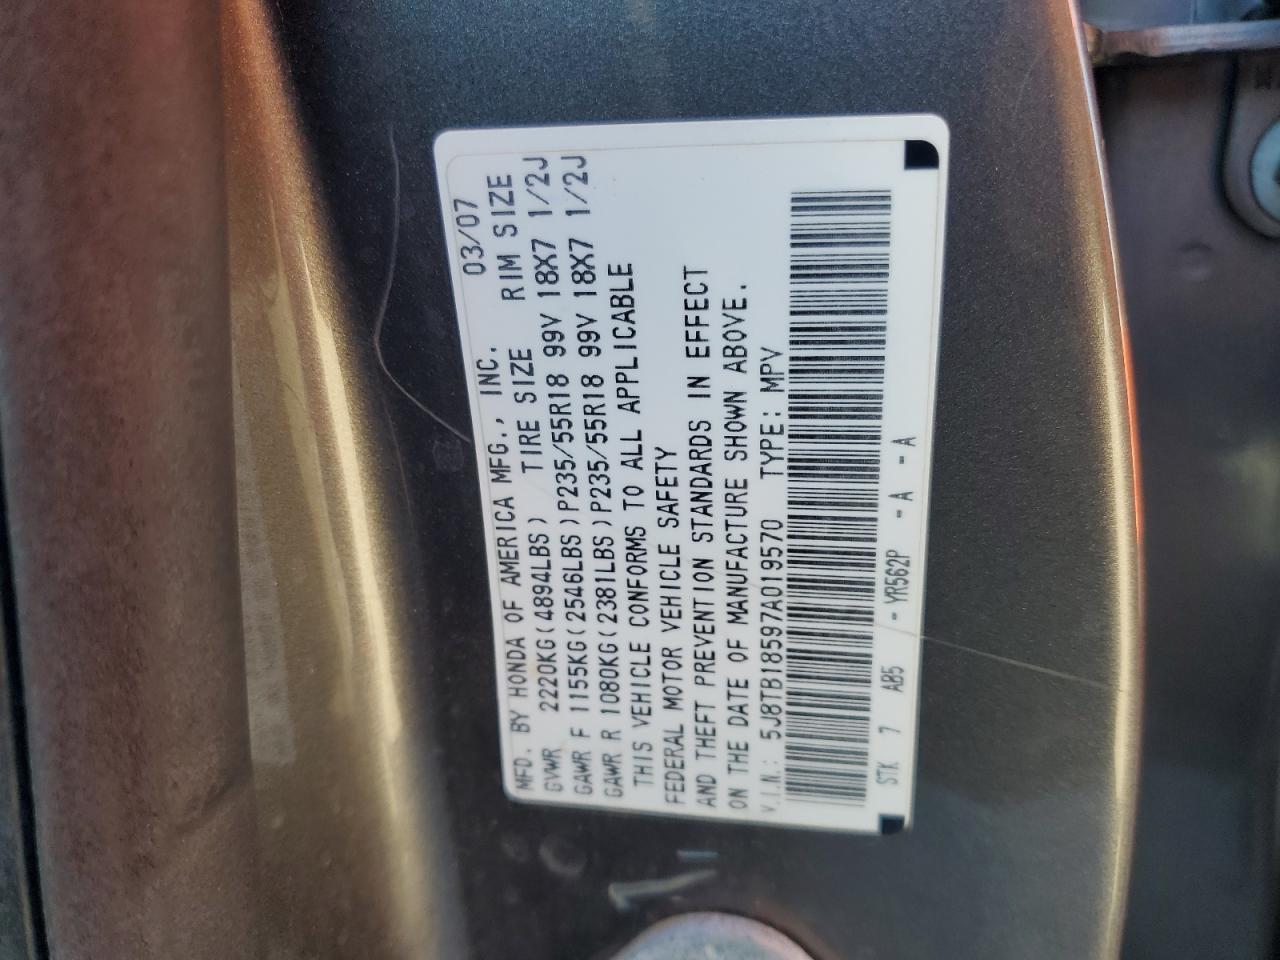 MFD. BY HONDA OF AMERICA MFG., INC. 03/07
GVWR 2220KG(4894LBS) TIRE SIZE RIM SIZE
GAWR F 1155KG(2546LBS)P235/55R18 99V 18X7 1/2J
GAWR R 1080KG(2381LBS)P235/55R18 99V 18X7 1/2J
THIS VEHICLE CONFORMS TO ALL APPLICABLE
FEDERAL MOTOR VEHICLE SAFETY
AND THEFT PREVENTION STANDARDS IN EFFECT
ON THE DATE OF MANUFACTURE SHOWN ABOVE.
V.I.N.: 5J8TB18597A019570 TYPE: MPV
STK 7 AB5 - YR562P - A - A